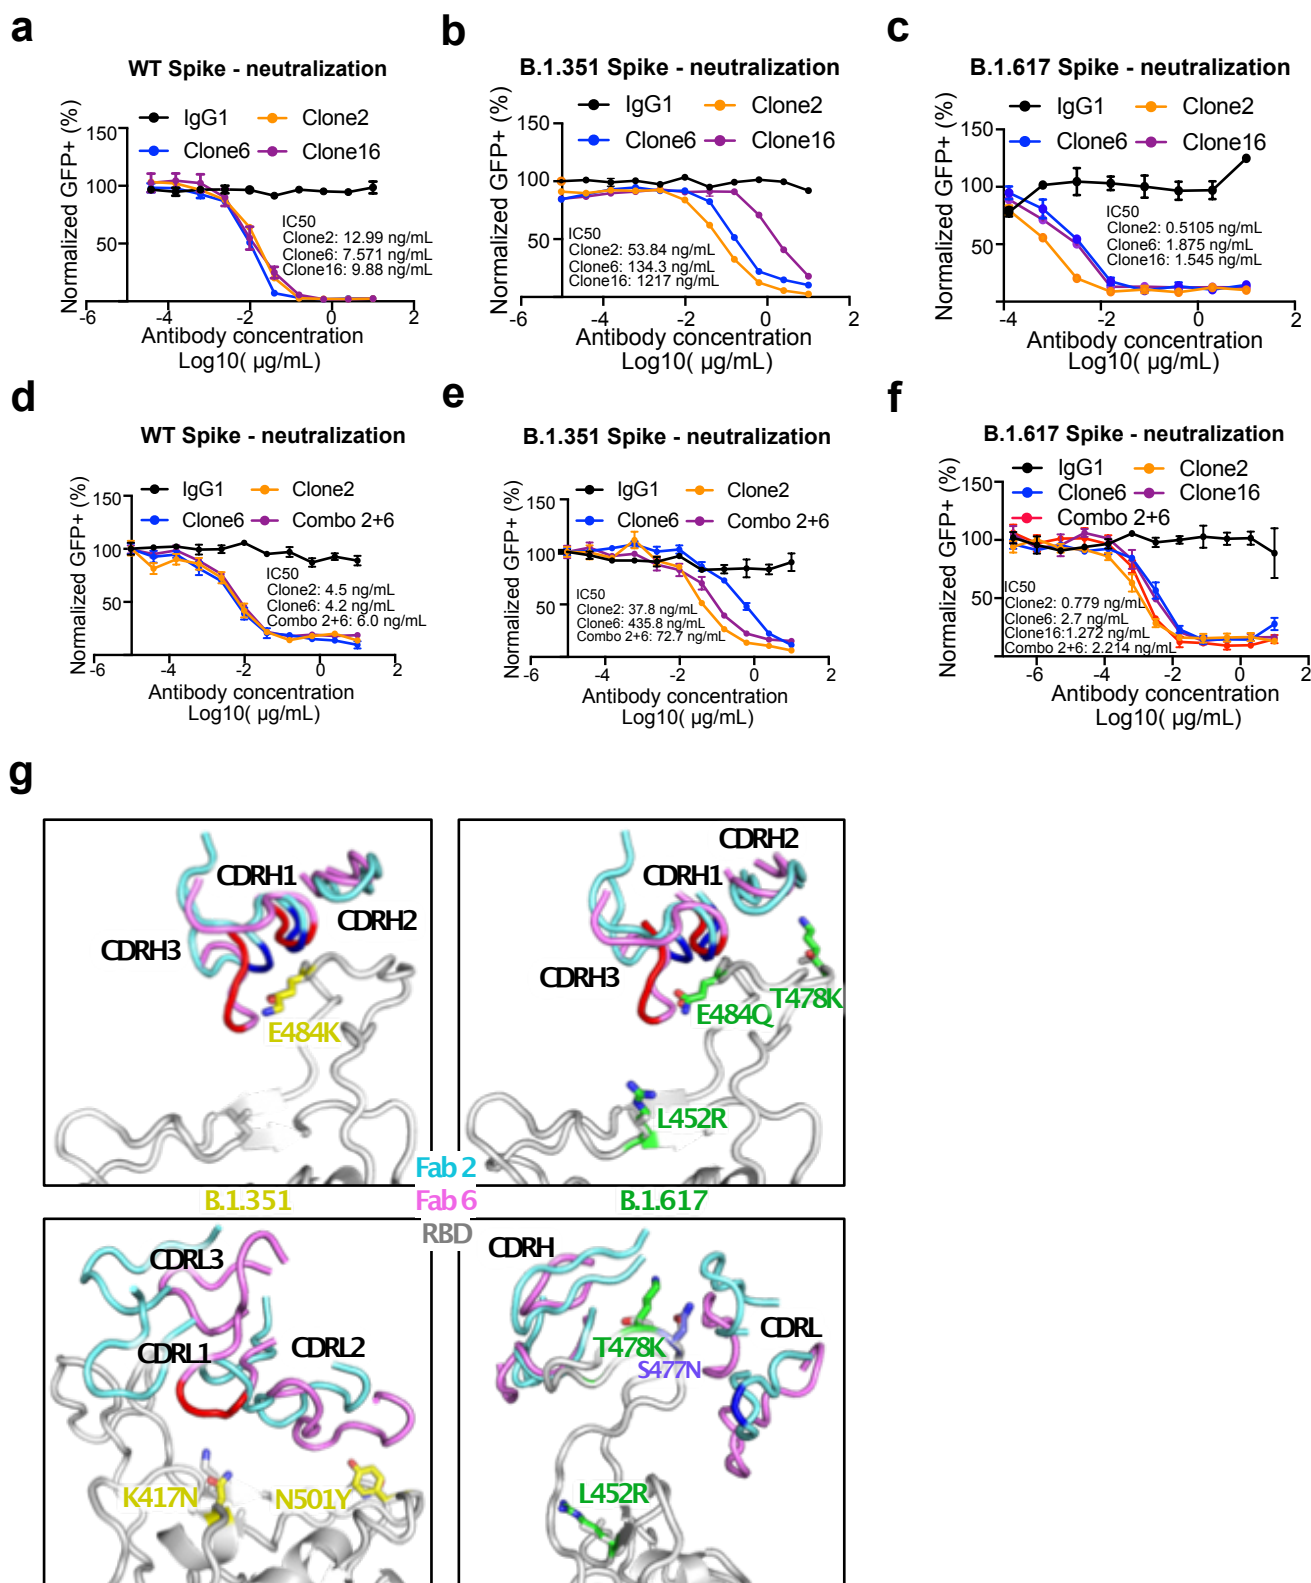 a
WT Spike - neutralization
IgG1
Clone2
Clone6
Clone16
Normalized GFP+ (%)
150
100
50
IC50
Clone2: 12.99 ng/mL
Clone6: 7.571 ng/mL
Clone16: 9.88 ng/mL
-6
-4
-2
0
2
Antibody concentration
Log10( µg/mL)
b
B.1.351 Spike - neutralization
IgG1
Clone2
Clone6
Clone16
Normalized GFP+ (%)
150
100
50
IC50
Clone2: 53.84 ng/mL
Clone6: 134.3 ng/mL
Clone16: 1217 ng/mL
-6
-4
-2
0
2
Antibody concentration
Log10( µg/mL)
c
B.1.617 Spike - neutralization
IgG1
Clone2
Clone6
Clone16
Normalized GFP+ (%)
150
100
50
IC50
Clone2: 0.5105 ng/mL
Clone6: 1.875 ng/mL
Clone16: 1.545 ng/mL
-4
-2
0
2
Antibody concentration
Log10( µg/mL)
d
WT Spike - neutralization
IgG1
Clone2
Clone6
Combo 2+6
Normalized GFP+ (%)
150
100
50
IC50
Clone2: 4.5 ng/mL
Clone6: 4.2 ng/mL
Combo 2+6: 6.0 ng/mL
-6
-4
-2
0
2
Antibody concentration
Log10( µg/mL)
e
B.1.351 Spike - neutralization
IgG1
Clone2
Clone6
Combo 2+6
Normalized GFP+ (%)
150
100
50
IC50
Clone2: 37.8 ng/mL
Clone6: 435.8 ng/mL
Combo 2+6: 72.7 ng/mL
-6
-4
-2
0
2
Antibody concentration
Log10( µg/mL)
f
B.1.617 Spike - neutralization
IgG1
Clone2
Clone6
Clone16
Combo 2+6
Normalized GFP+ (%)
150
100
50
IC50
Clone2: 0.779 ng/mL
Clone6: 2.7 ng/mL
Clone16:1.272 ng/mL
Combo 2+6: 2.214 ng/mL
-6
-4
-2
0
2
Antibody concentration
Log10( µg/mL)
g
CDRH1
CDRH2
CDRH3
E484K
CDRH2
CDRH1
CDRH3
E484Q
T478K
L452R
Fab 2
B.1.351
Fab 6
B.1.617
RBD
CDRL3
CDRL1
CDRL2
K417N
N501Y
CDRH
T478K
S477N
CDRL
L452R